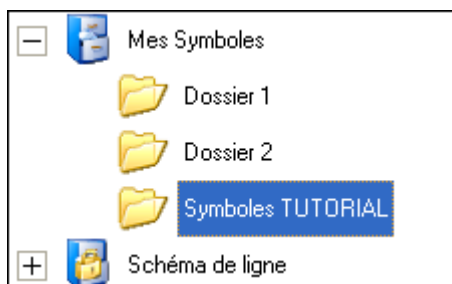 Mes Symboles
Dossier 1
Dossier 2
Symboles TUTORIAL
Schéma de ligne